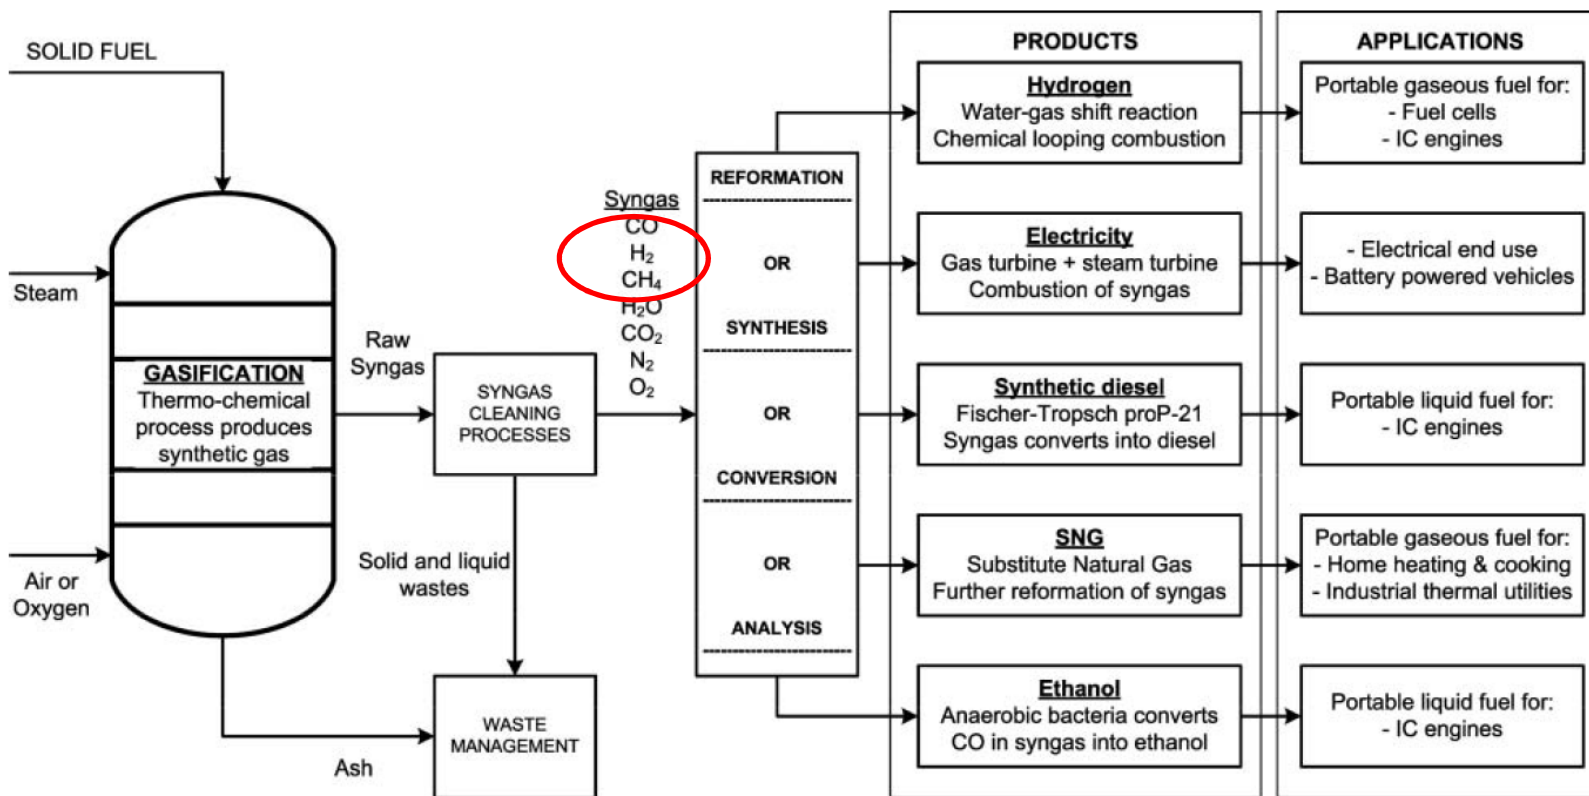 SOLID FUEL
Steam
Air or
Oxygen
GASIFICATION
Thermo-chemical
process produces
synthetic gas
Raw
Syngas
SYNGAS
CLEANING
PROCESSES
Solid and liquid
wastes
Ash
WASTE
MANAGEMENT
Syngas
CO
H₂
CH₄
H₂O
CO₂
N₂
O₂
REFORMATION
OR
SYNTHESIS
OR
CONVERSION
OR
ANALYSIS
PRODUCTS
Hydrogen
Water-gas shift reaction
Chemical looping combustion
Electricity
Gas turbine + steam turbine
Combustion of syngas
Synthetic diesel
Fischer-Tropsch proP-21
Syngas converts into diesel
SNG
Substitute Natural Gas
Further reformation of syngas
Ethanol
Anaerobic bacteria converts
CO in syngas into ethanol
APPLICATIONS
Portable gaseous fuel for:
- Fuel cells
- IC engines
- Electrical end use
- Battery powered vehicles
Portable liquid fuel for:
- IC engines
Portable gaseous fuel for:
- Home heating & cooking
- Industrial thermal utilities
Portable liquid fuel for:
- IC engines